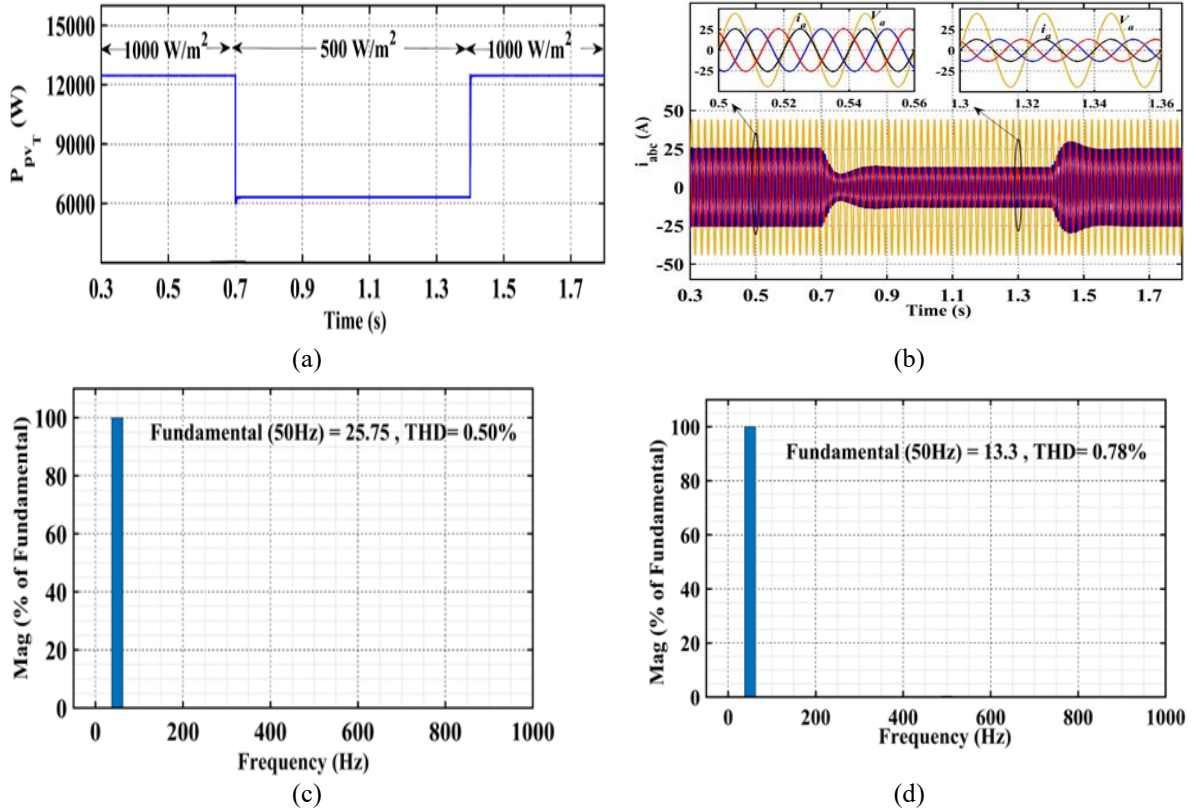 15000
12000
9000
6000
P_PV_T (W)
1000 W/m²
500 W/m²
1000 W/m²
0.3 0.5 0.7 0.9 1.1 1.3 1.5 1.7
Time (s)
(a)
25
0
-25
i_a
V_a
0.5 0.52 0.54 0.56
25
0
-25
i_a
V_a
1.3 1.32 1.34 1.36
50
25
0
-25
-50
i_abc (A)
0.3 0.5 0.7 0.9 1.1 1.3 1.5 1.7
Time (s)
(b)
100
80
60
40
20
0
Mag (% of Fundamental)
Fundamental (50Hz) = 25.75 , THD= 0.50%
0 200 400 600 800 1000
Frequency (Hz)
(c)
100
80
60
40
20
0
Mag (% of Fundamental)
Fundamental (50Hz) = 13.3 , THD= 0.78%
0 200 400 600 800 1000
Frequency (Hz)
(d)